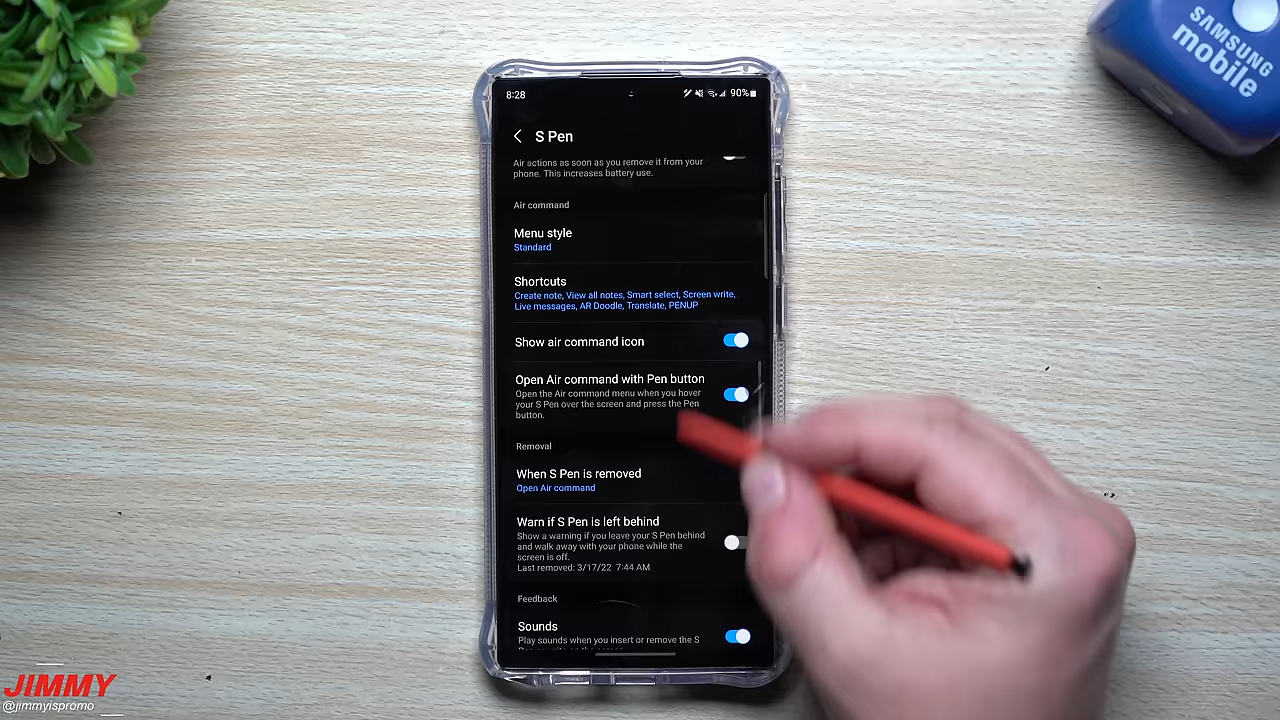 SAMSUNG
mobile
8:28
90%
S Pen
Air actions as soon as you remove it from your
phone. This increases battery use.
Air command
Menu style
Standard
Shortcuts
Create note, View all notes, Smart select, Screen write,
Live messages, AR Doodle, Translate, PENUP
Show air command icon
Open Air command with Pen button
Open the Air command menu when you hover
your S Pen over the screen and press the Pen
button.
Removal
When S Pen is removed
Open Air command
Warn if S Pen is left behind
Show a warning if you leave your S Pen behind
and walk away with your phone while the
screen is off.
Last removed: 3/17/22 7:44 AM
Feedback
Sounds
Play sounds when you insert or remove the S
JIMMY
@jimmyispromo